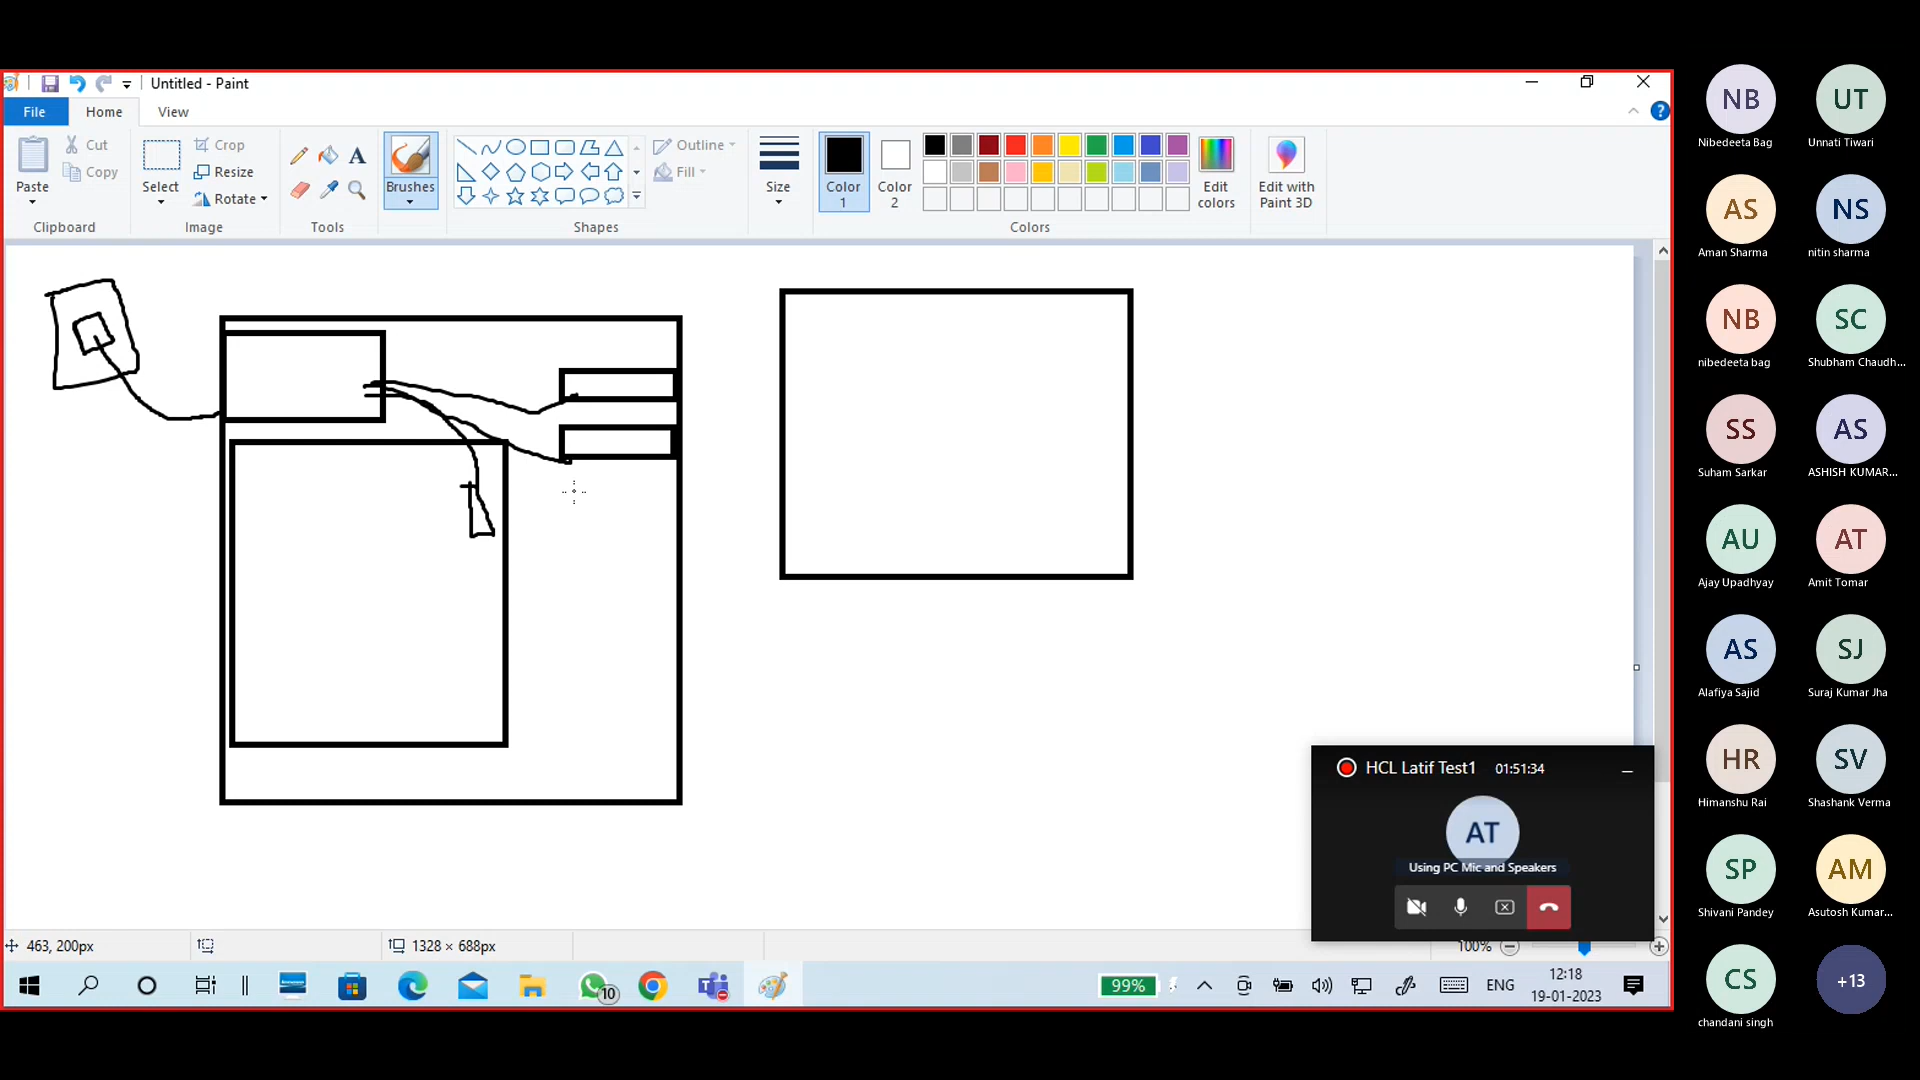 Untitled - Paint
File Home View
Paste
Cut
Copy
Clipboard
Select
Crop
Resize
Rotate
Image
A
Tools
Brushes
Outline
Fill
Shapes
Size
Color 1
Color 2
Edit colors
Edit with Paint 3D
Colors
?
HCL Latif Test1 01:51:34
AT
Using PC Mic and Speakers
463, 200px 1328 × 688px 100%
10
99% ENG 12:18
19-01-2023
NB UT
Nibedeeta Bag Unnati Tiwari
AS NS
Aman Sharma nitin sharma
NB SC
nibedeeta bag Shubham Chaudh...
SS AS
Suham Sarkar ASHISH KUMAR...
AU AT
Ajay Upadhyay Amit Tomar
AS SJ
Alafiya Sajid Suraj Kumar Jha
HR SV
Himanshu Rai Shashank Verma
SP AM
Shivani Pandey Asutosh Kumar...
CS +13
chandani singh